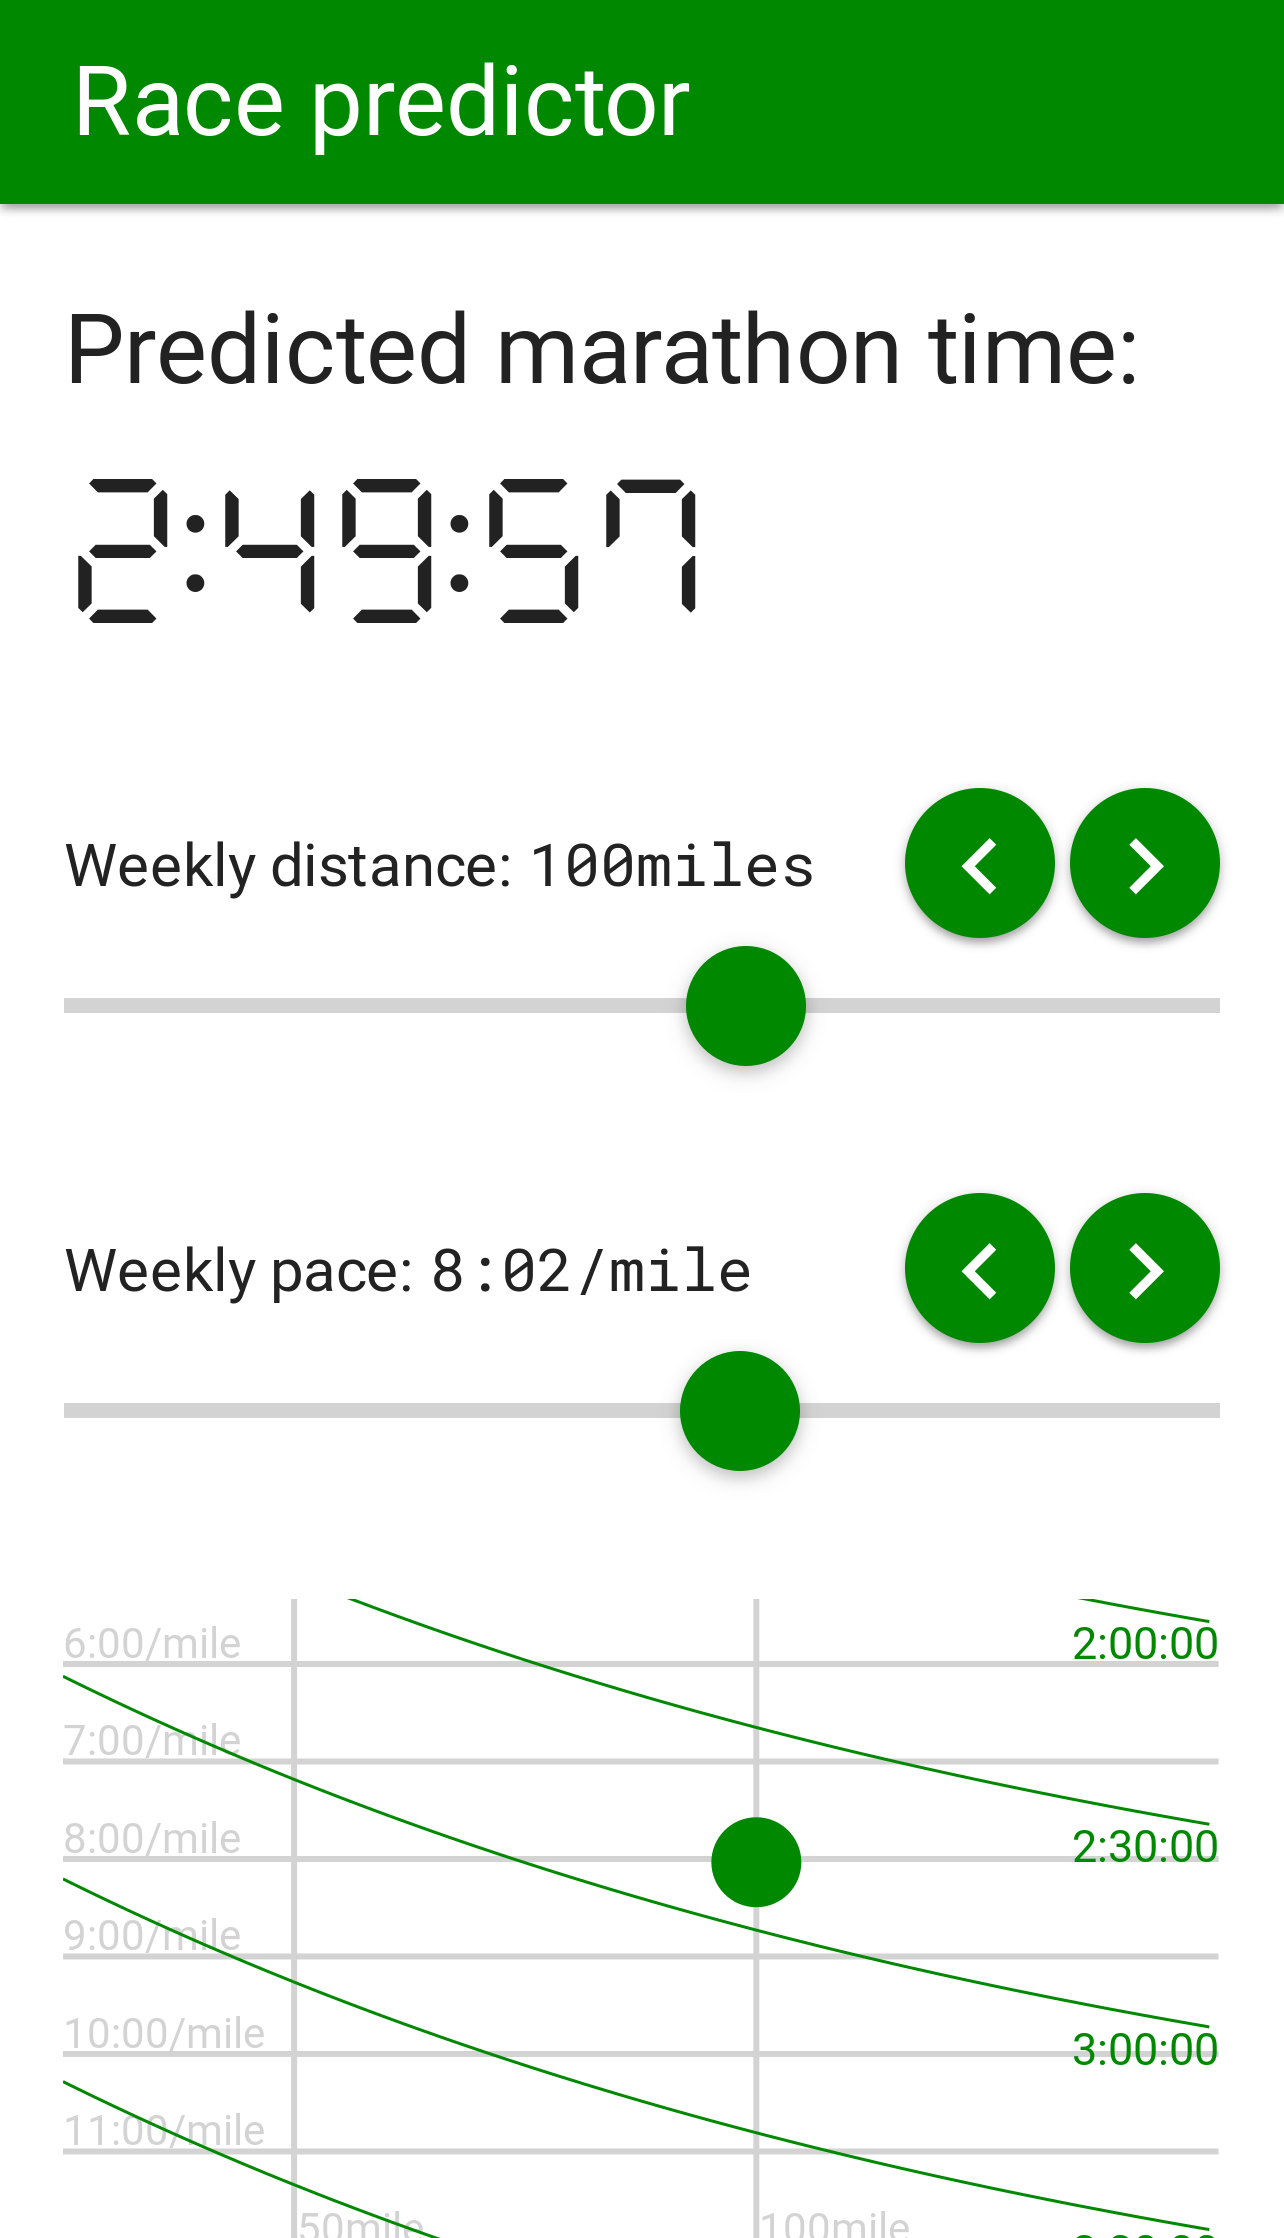 Race predictor
Predicted marathon time:
2:49:57
Weekly distance: 100miles
Weekly pace: 8:02/mile
6:00/mile
2:00:00
7:00/mile
8:00/mile
2:30:00
9:00/mile
10:00/mile
3:00:00
11:00/mile
50mile
100mile